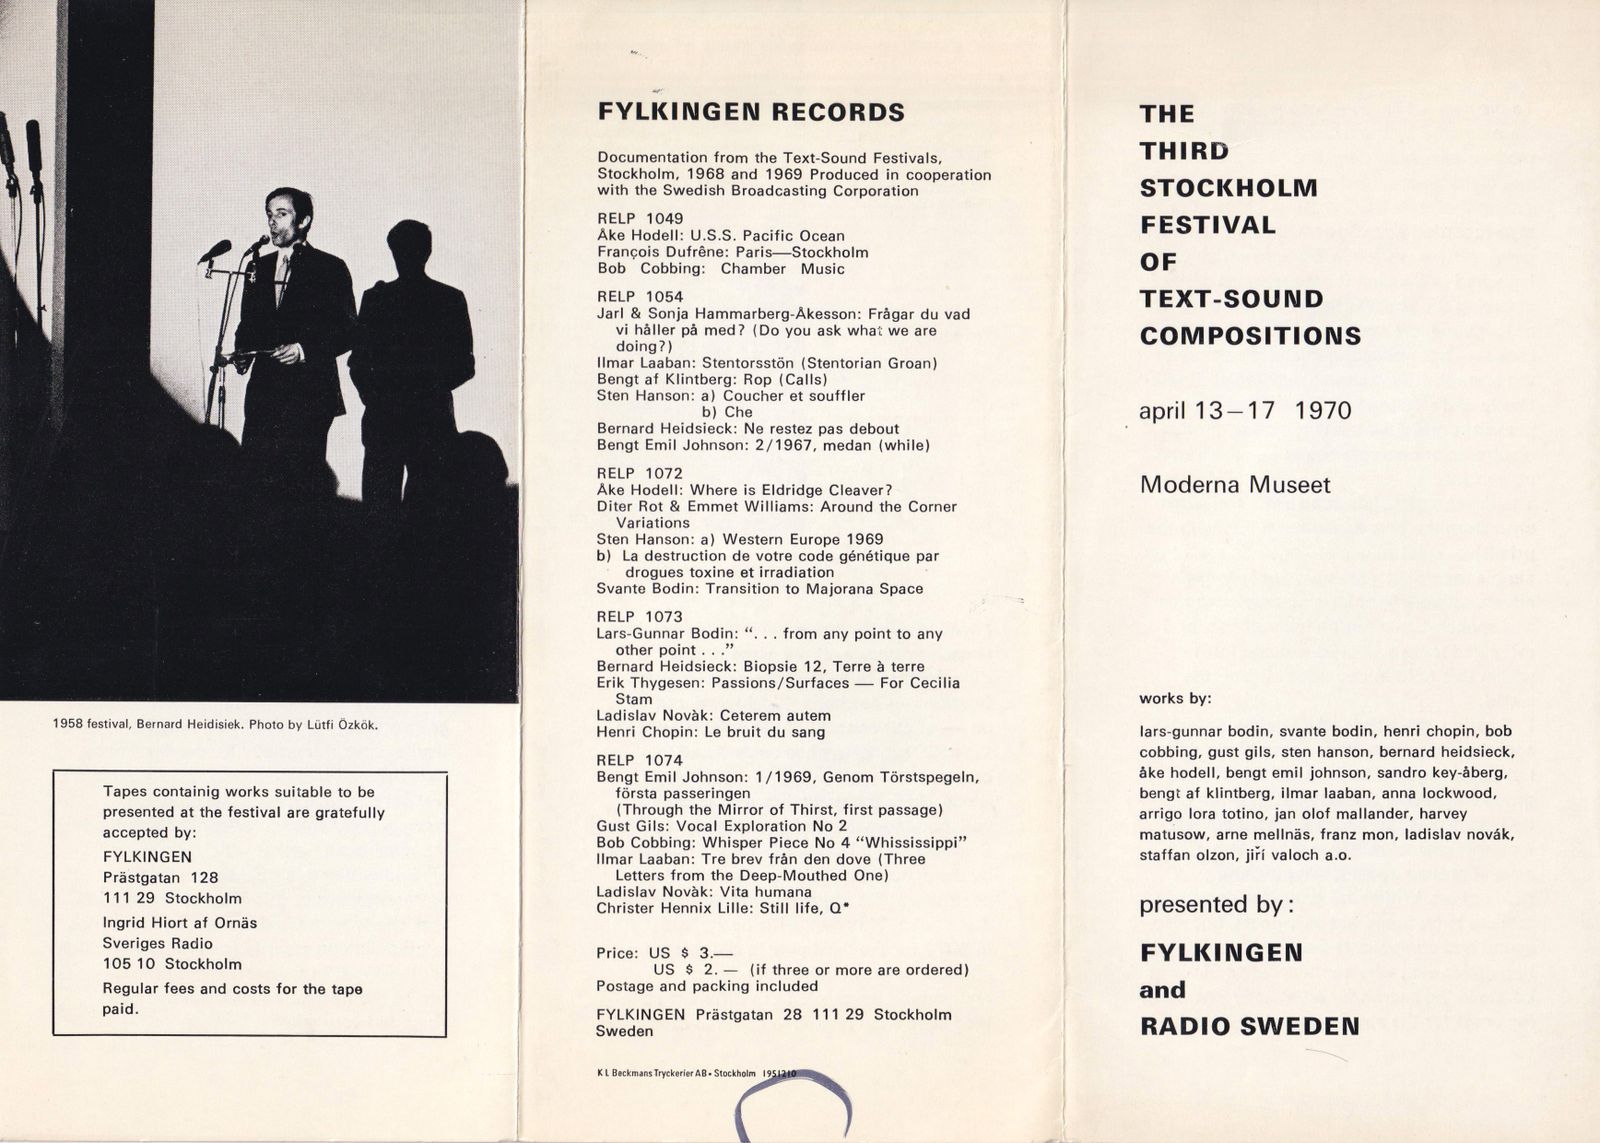 1958 festival, Bernard Heidisiek. Photo by Lütfi Özkök.
Tapes containig works suitable to be
presented at the festival are gratefully
accepted by:
FYLKINGEN
Prästgatan 128
111 29 Stockholm
Ingrid Hiort af Ornäs
Sveriges Radio
105 10 Stockholm
Regular fees and costs for the tape
paid.
FYLKINGEN RECORDS
Documentation from the Text-Sound Festivals,
Stockholm, 1968 and 1969 Produced in cooperation
with the Swedish Broadcasting Corporation
RELP 1049
Åke Hodell: U.S.S. Pacific Ocean
François Dufrêne: Paris—Stockholm
Bob Cobbing: Chamber Music
RELP 1054
Jarl & Sonja Hammarberg-Åkesson: Frågar du vad
vi håller på med? (Do you ask what we are
doing?)
Ilmar Laaban: Stentorsstön (Stentorian Groan)
Bengt af Klintberg: Rop (Calls)
Sten Hanson: a) Coucher et souffler
b) Che
Bernard Heidsieck: Ne restez pas debout
Bengt Emil Johnson: 2/1967, medan (while)
RELP 1072
Åke Hodell: Where is Eldridge Cleaver?
Diter Rot & Emmet Williams: Around the Corner
Variations
Sten Hanson: a) Western Europe 1969
b) La destruction de votre code génétique par
drogues toxine et irradiation
Svante Bodin: Transition to Majorana Space
RELP 1073
Lars-Gunnar Bodin: “. . . from any point to any
other point . . .”
Bernard Heidsieck: Biopsie 12, Terre à terre
Erik Thygesen: Passions/Surfaces — For Cecilia
Stam
Ladislav Novàk: Ceterem autem
Henri Chopin: Le bruit du sang
RELP 1074
Bengt Emil Johnson: 1/1969, Genom Törstspegeln,
första passeringen
(Through the Mirror of Thirst, first passage)
Gust Gils: Vocal Exploration No 2
Bob Cobbing: Whisper Piece No 4 “Whississippi”
Ilmar Laaban: Tre brev från den dove (Three
Letters from the Deep-Mouthed One)
Ladislav Novàk: Vita humana
Christer Hennix Lille: Still life, Q*
Price: US $ 3.—
US $ 2. — (if three or more are ordered)
Postage and packing included
FYLKINGEN Prästgatan 28 111 29 Stockholm
Sweden
K L Beckmans Tryckerier AB • Stockholm 1951210
THE
THIRD
STOCKHOLM
FESTIVAL
OF
TEXT-SOUND
COMPOSITIONS
april 13–17 1970
Moderna Museet
works by:
lars-gunnar bodin, svante bodin, henri chopin, bob
cobbing, gust gils, sten hanson, bernard heidsieck,
åke hodell, bengt emil johnson, sandro key-åberg,
bengt af klintberg, ilmar laaban, anna lockwood,
arrigo lora totino, jan olof mallander, harvey
matusow, arne mellnäs, franz mon, ladislav novák,
staffan olzon, jiří valoch a.o.
presented by :
FYLKINGEN
and
RADIO SWEDEN